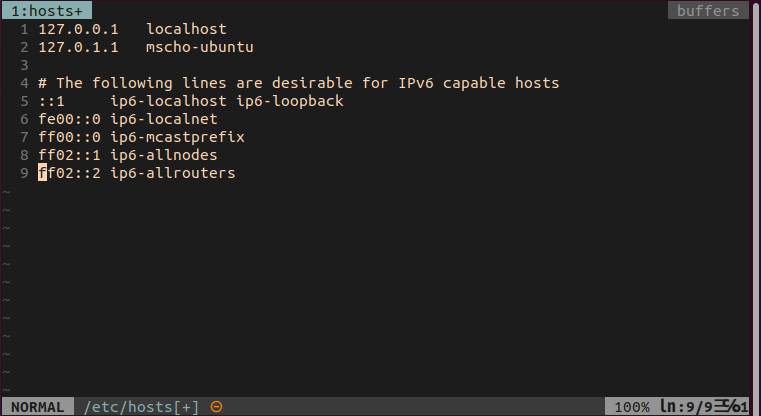 1:hosts+ buffers
1 127.0.0.1   localhost
2 127.0.1.1   mscho-ubuntu
3
4 # The following lines are desirable for IPv6 capable hosts
5 ::1     ip6-localhost ip6-loopback
6 fe00::0 ip6-localnet
7 ff00::0 ip6-mcastprefix
8 ff02::1 ip6-allnodes
9 ff02::2 ip6-allrouters
~
~
~
~
~
~
~
~
~
~
~
~
NORMAL /etc/hosts[+] ⊝ 100% ln:9/9☰℅:1